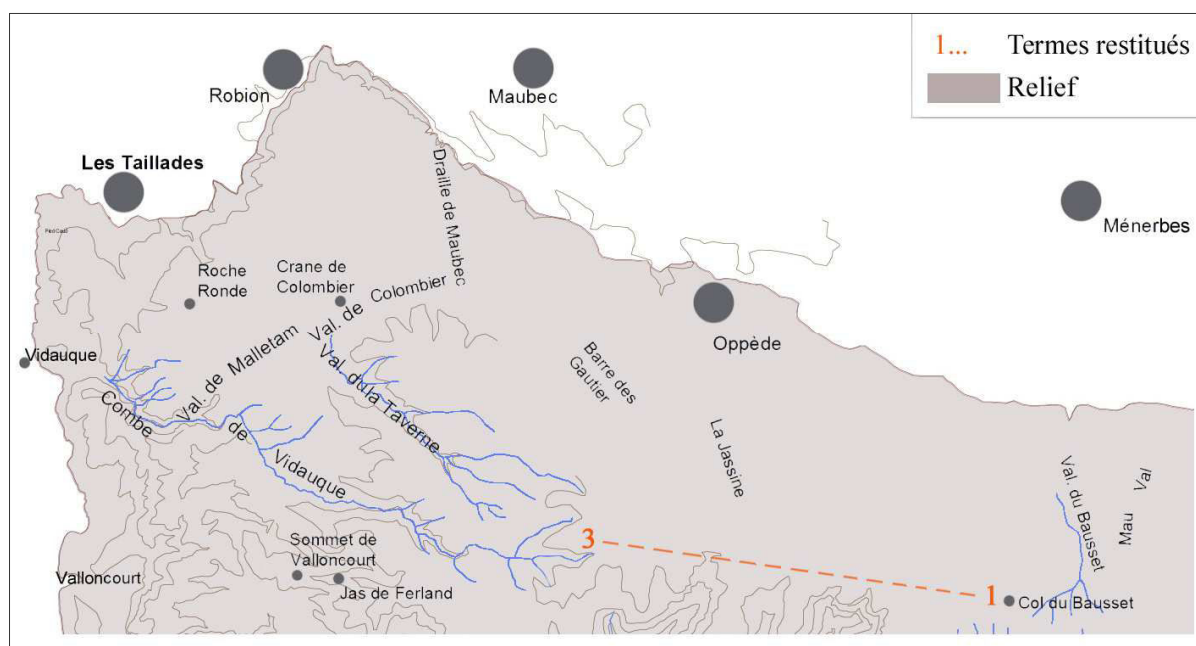 1... Termes restitués
Relief
Robion
Maubec
Les Taillades
Ménerbes
Draille de Maubec
Roche
Ronde
Crane de
Colombier
Val. de Colombier
Oppède
Vidauque
Val. de Malletam
Barre des
Gautier
Val. du la Taverne
Combe de Vidauque
La Jassine
Val. du Bausset
Mau Val
3
Sommet de
Valloncourt
Valloncourt
Jas de Ferland
1
Col du Bausset